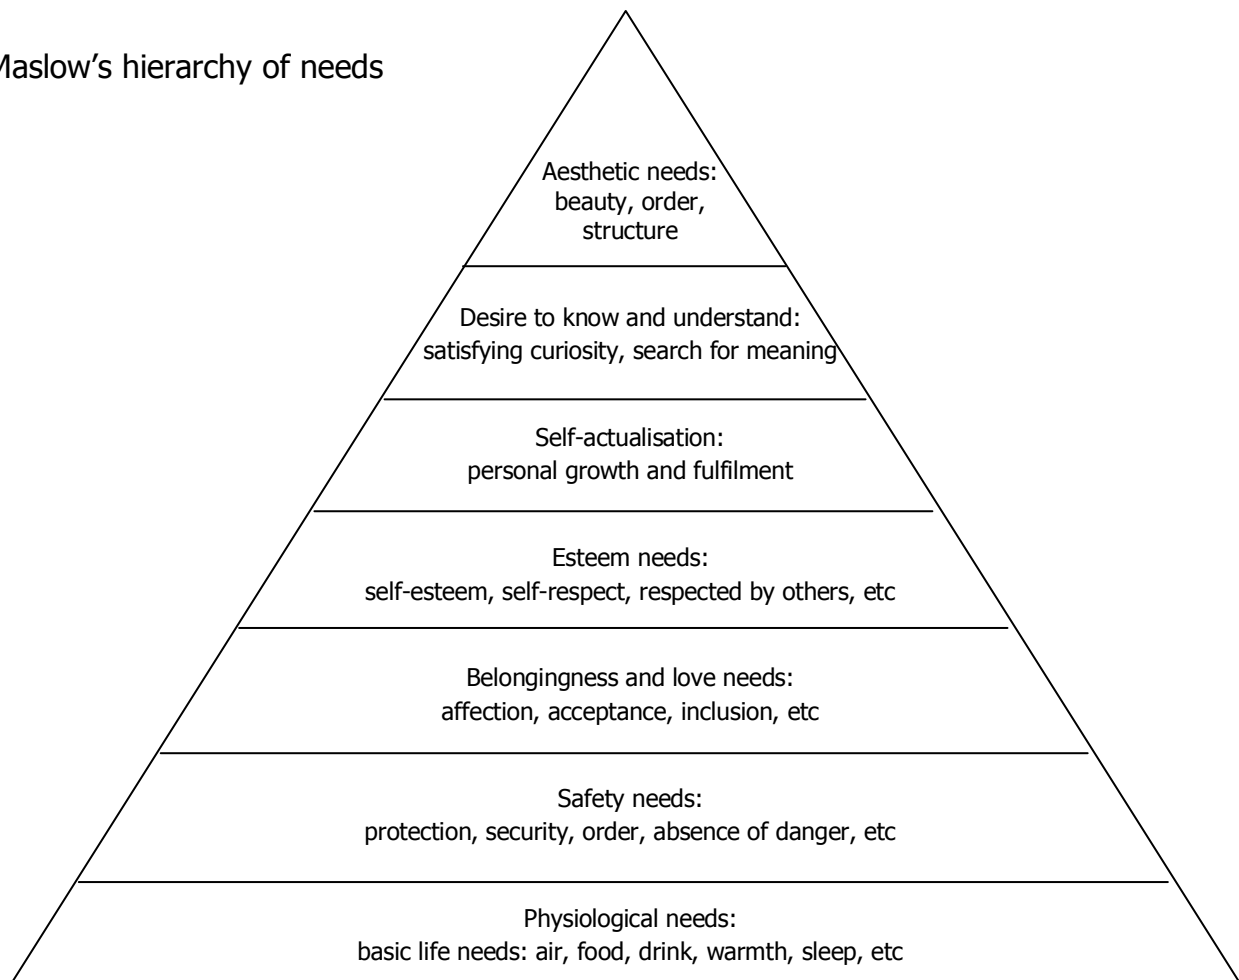 Maslow’s hierarchy of needs
Aesthetic needs:
beauty, order,
structure
Desire to know and understand:
satisfying curiosity, search for meaning
Self-actualisation:
personal growth and fulfilment
Esteem needs:
self-esteem, self-respect, respected by others, etc
Belongingness and love needs:
affection, acceptance, inclusion, etc
Safety needs:
protection, security, order, absence of danger, etc
Physiological needs:
basic life needs: air, food, drink, warmth, sleep, etc